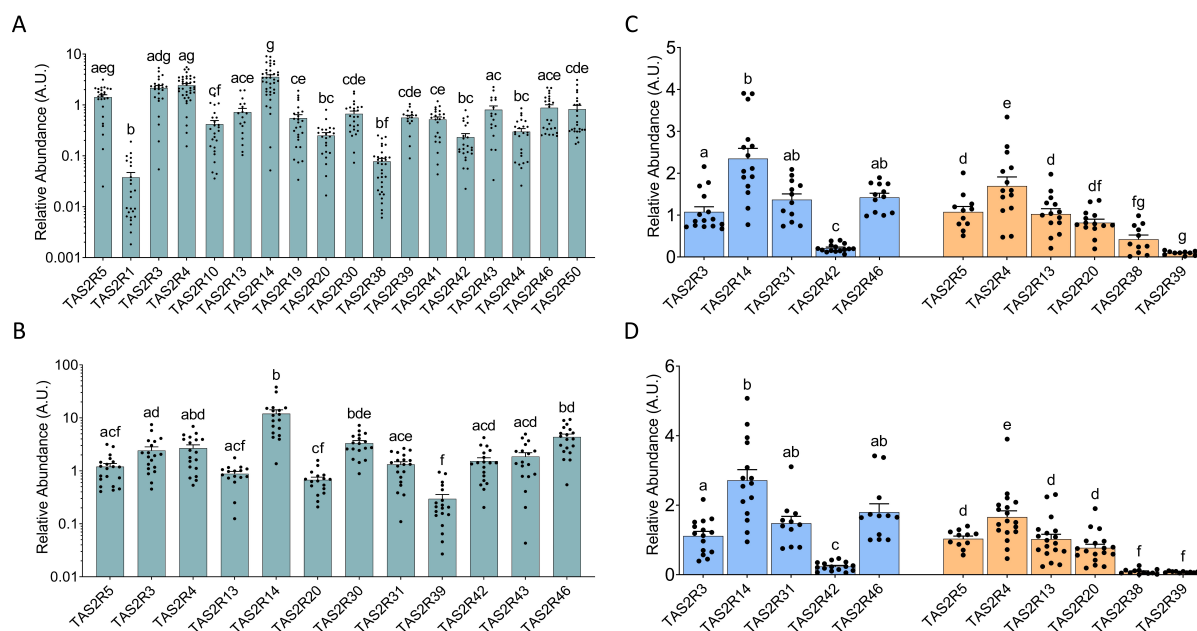 A
Relative Abundance (A.U.)
10
1
0.1
0.01
0.001
aeg
b
adg
ag
cf
ace
g
ce
bc
cde
bf
cde
ce
bc
ac
bc
ace
cde
TAS2R5
TAS2R1
TAS2R3
TAS2R4
TAS2R10
TAS2R13
TAS2R14
TAS2R19
TAS2R20
TAS2R30
TAS2R38
TAS2R39
TAS2R41
TAS2R42
TAS2R43
TAS2R44
TAS2R46
TAS2R50
B
Relative Abundance (A.U.)
100
10
1
0.1
0.01
acf
ad
abd
acf
b
cf
bde
ace
f
acd
acd
bd
TAS2R5
TAS2R3
TAS2R4
TAS2R13
TAS2R14
TAS2R20
TAS2R30
TAS2R31
TAS2R39
TAS2R42
TAS2R43
TAS2R46
C
Relative Abundance (A.U.)
5
4
3
2
1
0
a
b
ab
c
ab
d
e
d
df
fg
g
TAS2R3
TAS2R14
TAS2R31
TAS2R42
TAS2R46
TAS2R5
TAS2R4
TAS2R13
TAS2R20
TAS2R38
TAS2R39
D
Relative Abundance (A.U.)
6
4
2
0
a
b
ab
c
ab
d
e
d
d
f
f
TAS2R3
TAS2R14
TAS2R31
TAS2R42
TAS2R46
TAS2R5
TAS2R4
TAS2R13
TAS2R20
TAS2R38
TAS2R39